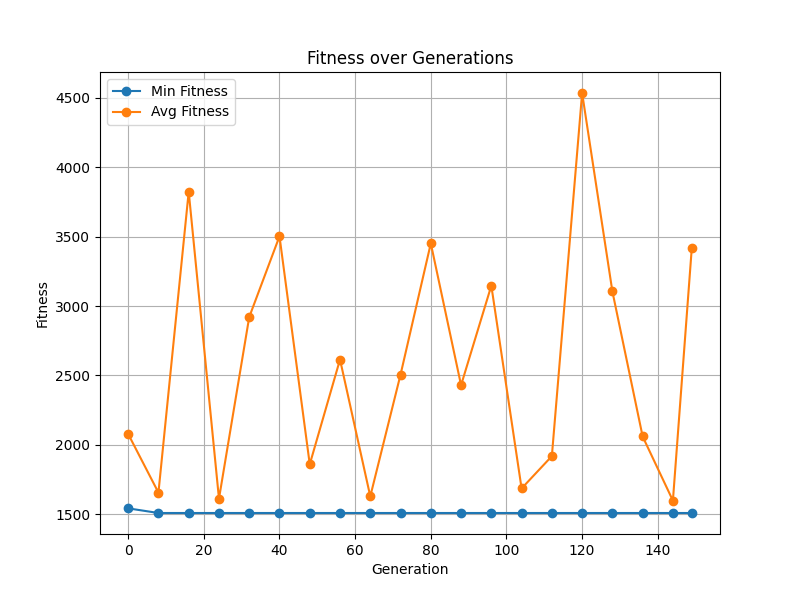 Fitness over Generations
Min Fitness
Avg Fitness
4500
4000
3500
3000
2500
2000
1500
Fitness
0 20 40 60 80 100 120 140
Generation